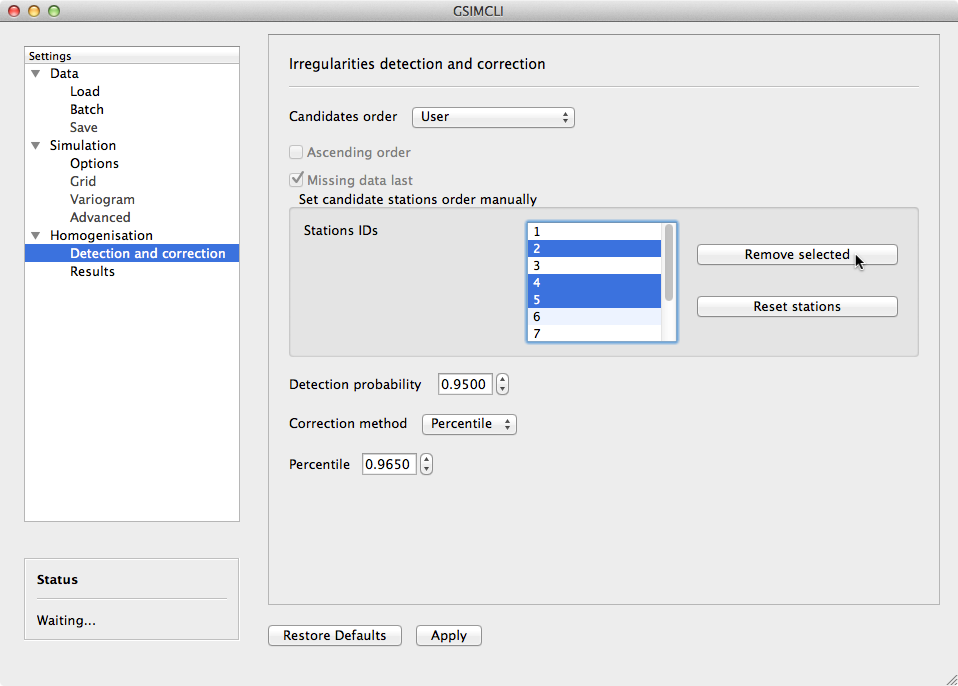 GSIMCLI
Settings
Data
Load
Batch
Save
Simulation
Options
Grid
Variogram
Advanced
Homogenisation
Detection and correction
Results
Status
Waiting...
Irregularities detection and correction
Candidates order User
Ascending order
Missing data last
Set candidate stations order manually
Stations IDs
1
2
3
4
5
6
7
Remove selected
Reset stations
Detection probability 0.9500
Correction method Percentile
Percentile 0.9650
Restore Defaults Apply